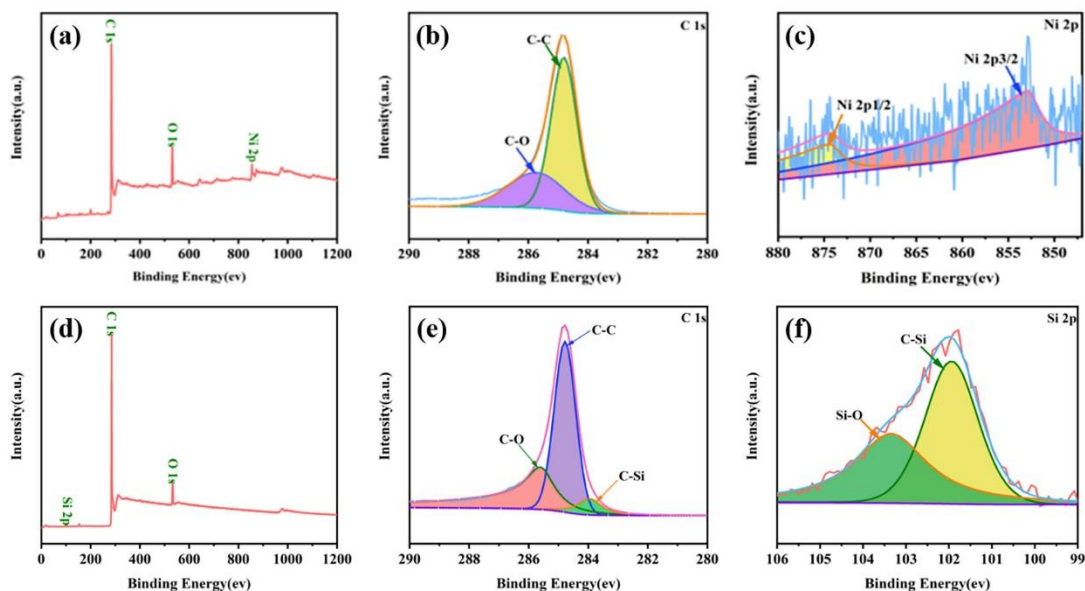 (a)
C 1s
O 1s
Ni 2p
Intensity(a.u.)
0 200 400 600 800 1000 1200
Binding Energy(ev)
(b)
C 1s
C-C
C-O
Intensity(a.u.)
290 288 286 284 282 280
Binding Energy(ev)
(c)
Ni 2p
Ni 2p3/2
Ni 2p1/2
Intensity(a.u.)
880 875 870 865 860 855 850
Binding Energy(ev)
(d)
C 1s
O 1s
Si 2p
Intensity(a.u.)
0 200 400 600 800 1000 1200
Binding Energy(ev)
(e)
C 1s
C-C
C-O
C-Si
Intensity(a.u.)
290 288 286 284 282 280
Binding Energy(ev)
(f)
Si 2p
C-Si
Si-O
Intensity(a.u.)
106 105 104 103 102 101 100 99
Binding Energy(ev)